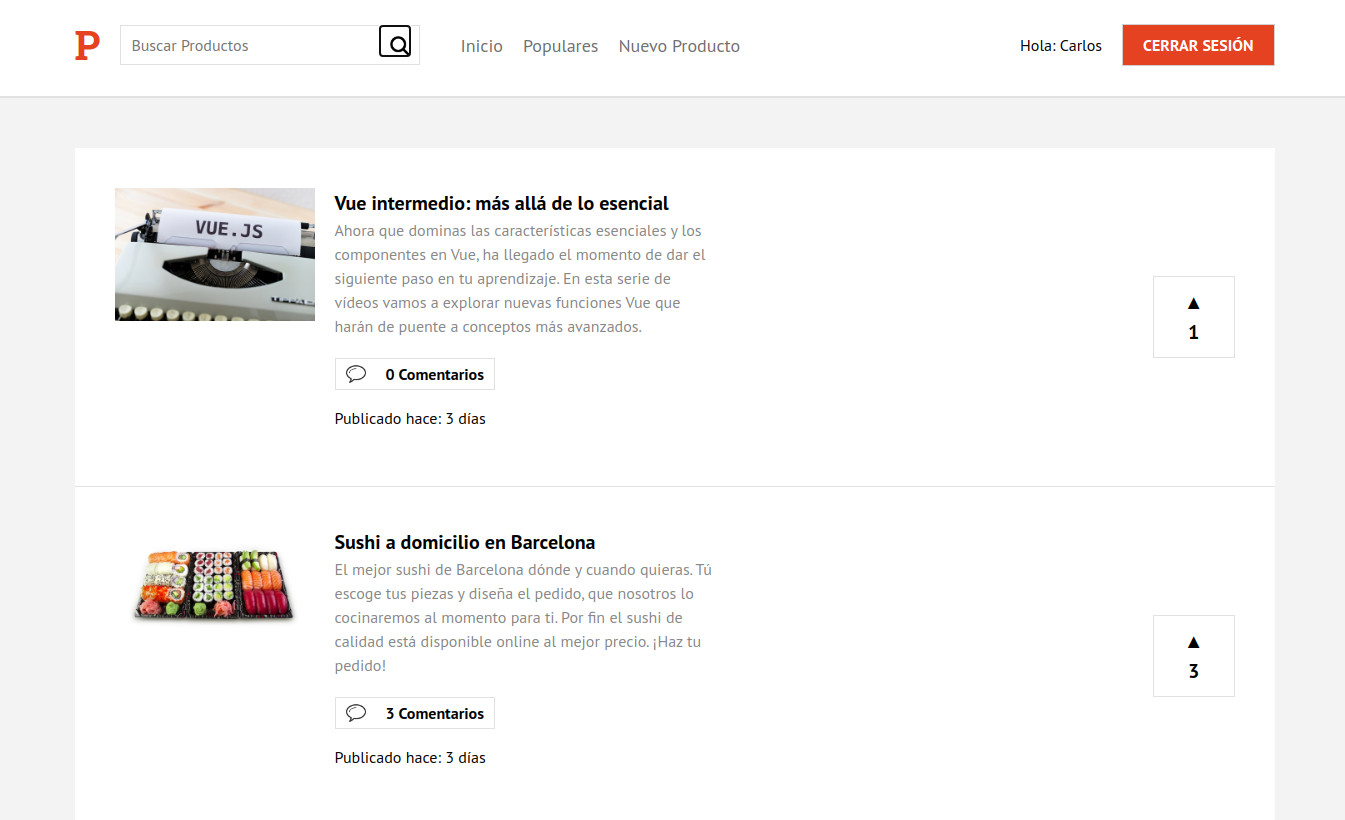 P
Buscar Productos
Inicio
Populares
Nuevo Producto
Hola: Carlos
CERRAR SESIÓN
VUE.JS
Vue intermedio: más allá de lo esencial
Ahora que dominas las características esenciales y los
componentes en Vue, ha llegado el momento de dar el
siguiente paso en tu aprendizaje. En esta serie de
vídeos vamos a explorar nuevas funciones Vue que
harán de puente a conceptos más avanzados.
0 Comentarios
Publicado hace: 3 días
▲
1
Sushi a domicilio en Barcelona
El mejor sushi de Barcelona dónde y cuando quieras. Tú
escoge tus piezas y diseña el pedido, que nosotros lo
cocinaremos al momento para ti. Por fin el sushi de
calidad está disponible online al mejor precio. ¡Haz tu
pedido!
3 Comentarios
Publicado hace: 3 días
▲
3